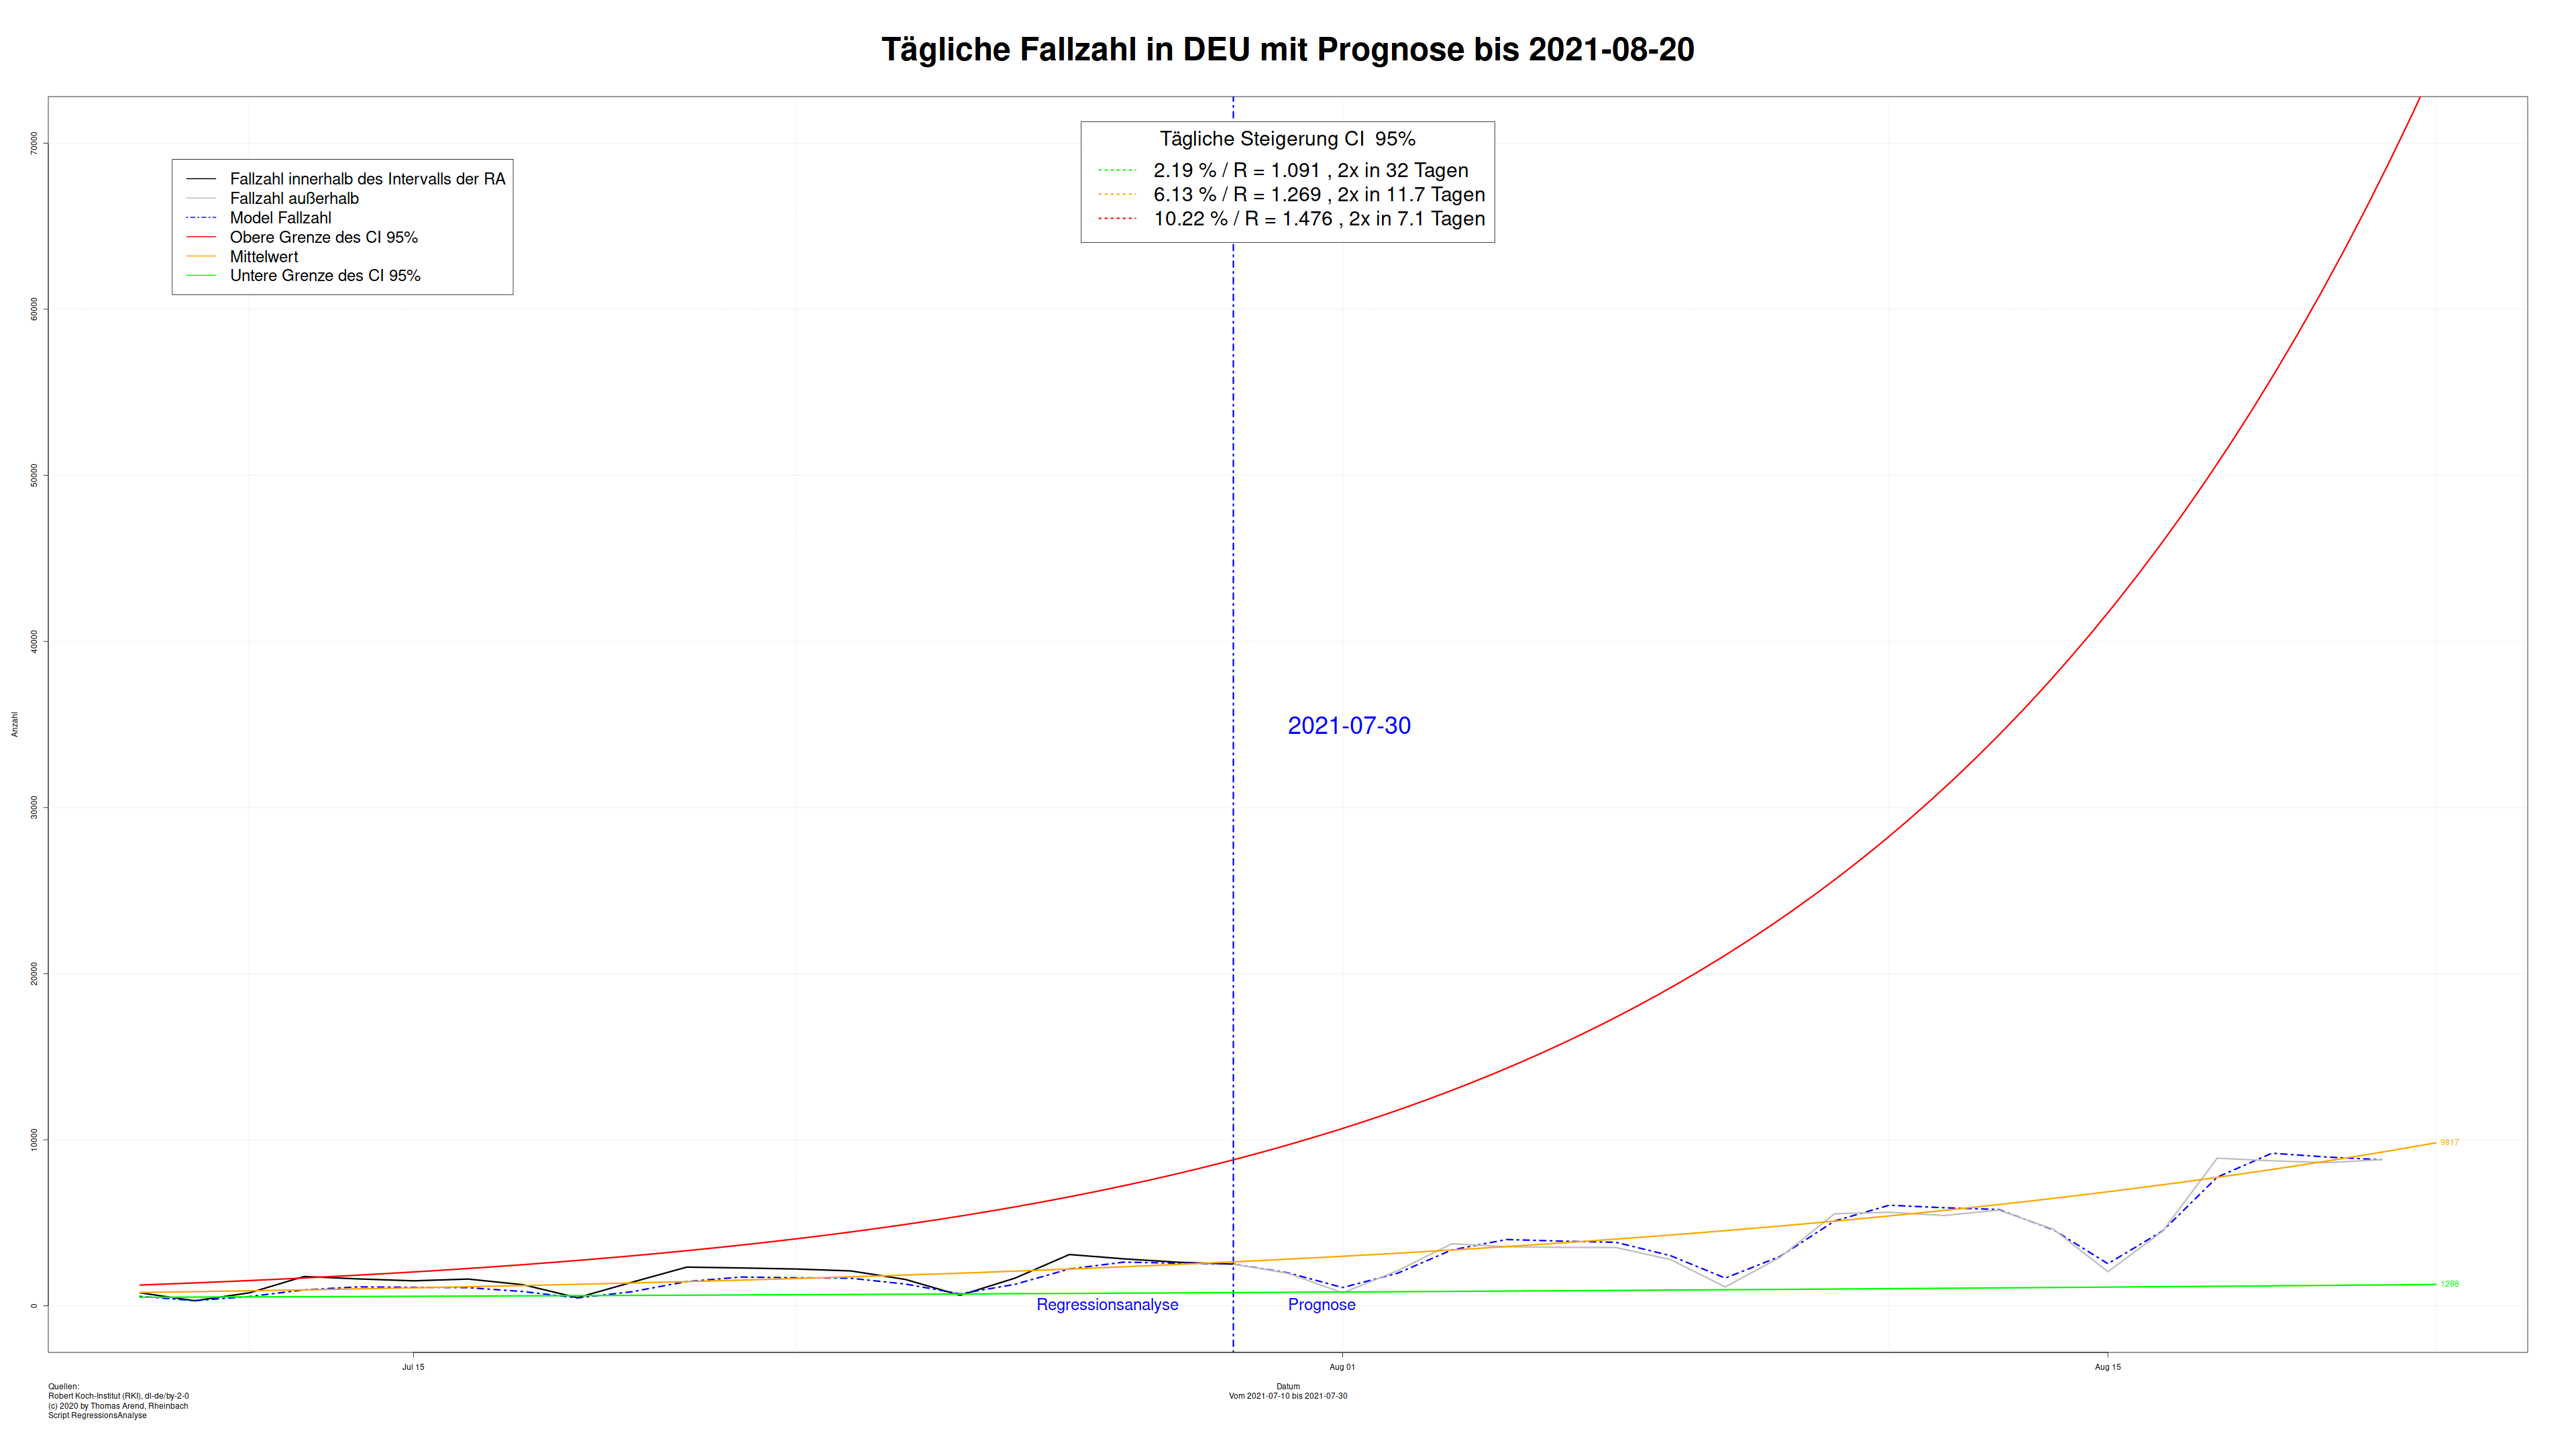 Tägliche Fallzahl in DEU mit Prognose bis 2021-08-20
Tägliche Steigerung CI  95%
2.19 % / R = 1.091 , 2x in 32 Tagen
6.13 % / R = 1.269 , 2x in 11.7 Tagen
10.22 % / R = 1.476 , 2x in 7.1 Tagen
Fallzahl innerhalb des Intervalls der RA
Fallzahl außerhalb
Model Fallzahl
Obere Grenze des CI 95%
Mittelwert
Untere Grenze des CI 95%
70000
60000
50000
40000
30000
20000
10000
0
Anzahl
2021-07-30
9817
1288
Regressionsanalyse
Prognose
Jul 15
Aug 01
Aug 15
Datum
Vom 2021-07-10 bis 2021-07-30
Quellen:
Robert Koch-Institut (RKI), dl-de/by-2-0
(c) 2020 by Thomas Arend, Rheinbach
Script RegressionsAnalyse